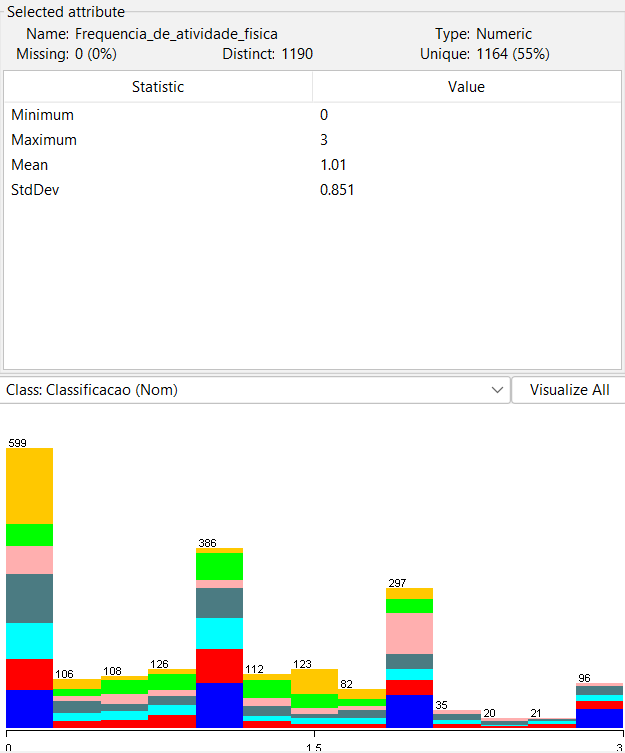 Selected attribute
Name: Frequencia_de_atividade_fisica Type: Numeric
Missing: 0 (0%) Distinct: 1190 Unique: 1164 (55%)
Statistic Value
Minimum 0
Maximum 3
Mean 1.01
StdDev 0.851
Class: Classificacao (Nom) Visualize All
599
386
297
106 108 126 112 123 82 35 20 21 96
0 1.5 3